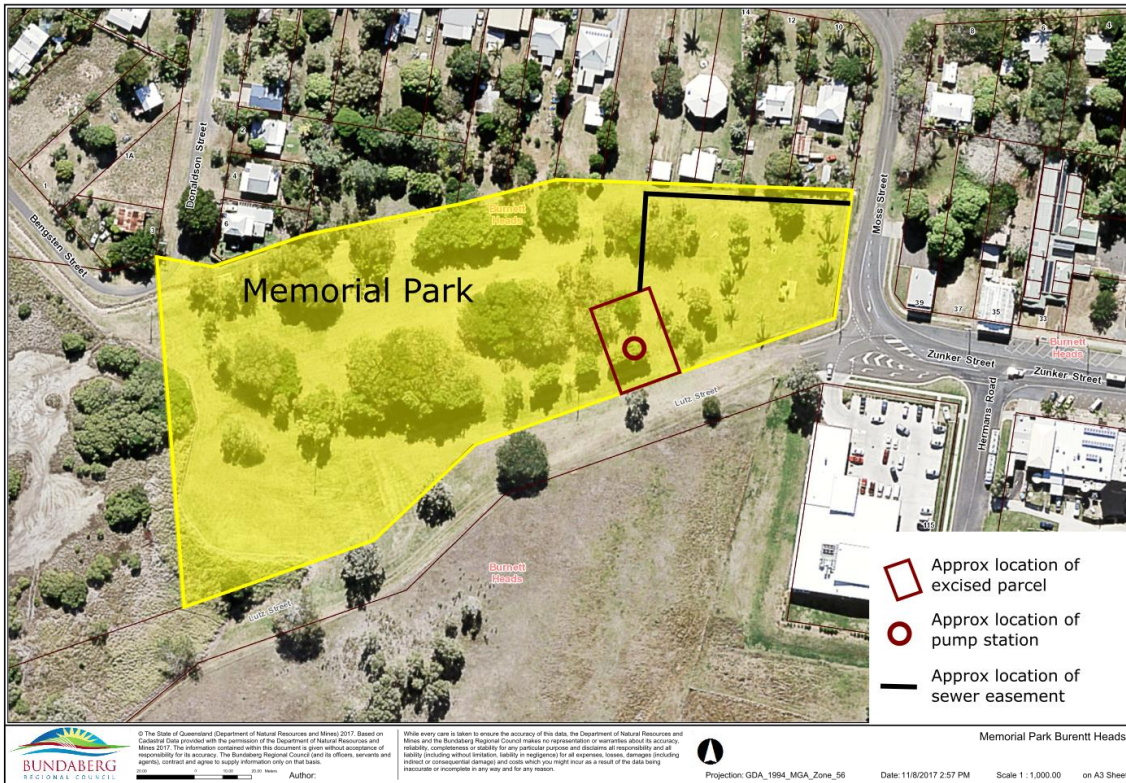 14
12
10
8
6
4
2
4
6
1A
1
3
Donaldson Street
Bengsten Street
Burnett
Heads
Moss Street
Memorial Park
39
37
35
33
Burnett
Heads
Zunker Street
Zunker Street
Hermans Road
Lutz Street
115
Burnett
Heads
Lutz Street
Approx location of
excised parcel
Approx location of
pump station
Approx location of
sewer easement
BUNDABERG
REGIONAL COUNCIL
© The State of Queensland (Department of Natural Resources and Mines) 2017. Based on
Cadastral Data provided with the permission of the Department of Natural Resources and
Mines 2017. The information contained within this document is given without acceptance of
responsibility for its accuracy. The Bundaberg Regional Council (and its officers, servants and
agents), contract and agree to supply information only on that basis.
Author:
While every care is taken to ensure the accuracy of this data, the Department of Natural Resources and
Mines and the Bundaberg Regional Council makes no representation or warranties about its accuracy,
reliability, completeness or stability for any particular purpose and disclaims all responsibility and all
liability (including without limitation, liability in negligence) for all expenses, losses, damages (including
indirect or consequential damage) and costs which you might incur as a result of the data being
inaccurate or incomplete in any way and for any reason.
Projection: GDA_1994_MGA_Zone_56
Memorial Park Burentt Heads
Date: 11/8/2017 2:57 PM
Scale 1 : 1,000.00
on A3 Shee